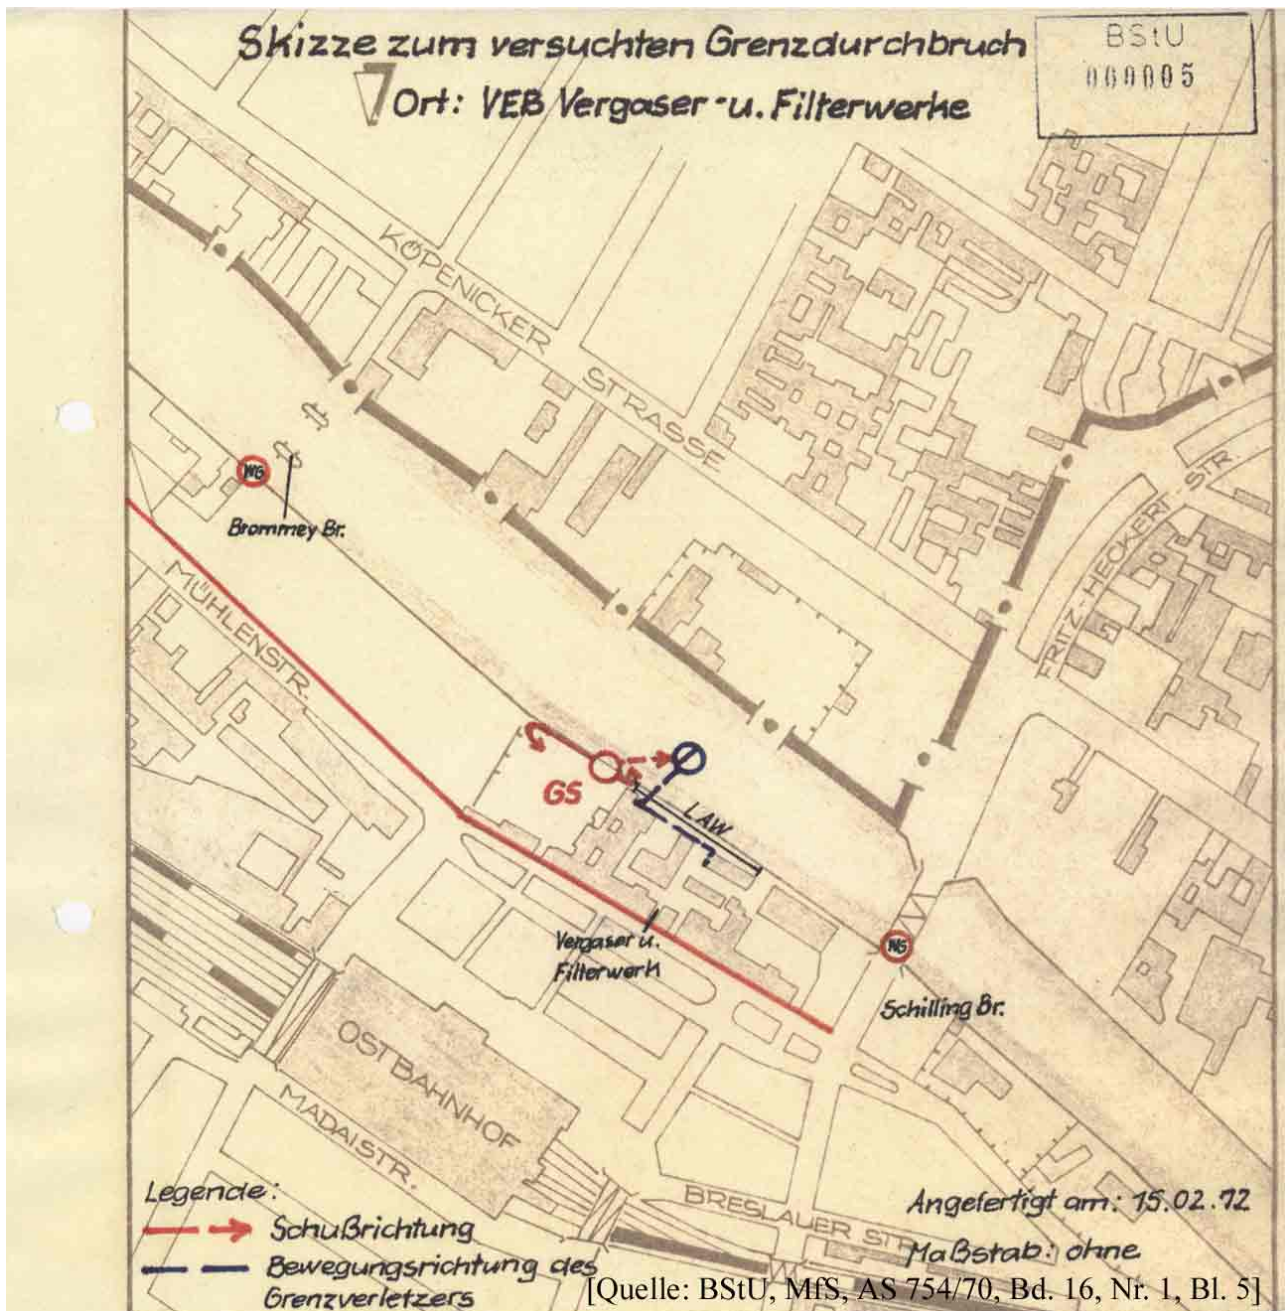 Skizze zum versuchten Grenzdurchbruch
Ort: VEB Vergaser-u. Filterwerke
BStU
000005
KÖPENICKER
STRASSE
WG
Brommey Br.
MÜHLENSTR.
FRITZ-HECKERT-STR.
GS
LAW
Vergaser u.
Filterwerk
Schilling Br.
OSTBAHNHOF
MADAISTR.
BRESLAUER STR.
Legende:
Schußrichtung
Bewegungsrichtung des
Grenzverletzers
Angefertigt am: 15.02.72
Maßstab: ohne
[Quelle: BStU, MfS, AS 754/70, Bd. 16, Nr. 1, Bl. 5]